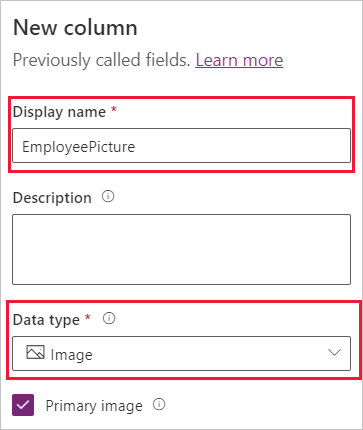 New column
Previously called fields. Learn more
Display name *
EmployeePicture
Description
Data type *
Image
Primary image